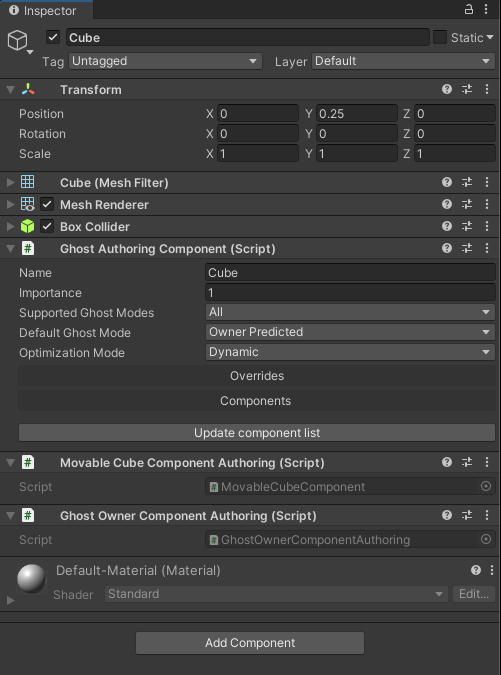 Inspector
Cube Static
Tag Untagged Layer Default
Transform
Position X 0 Y 0.25 Z 0
Rotation X 0 Y 0 Z 0
Scale X 1 Y 1 Z 1
Cube (Mesh Filter)
Mesh Renderer
Box Collider
# Ghost Authoring Component (Script)
Name Cube
Importance 1
Supported Ghost Modes All
Default Ghost Mode Owner Predicted
Optimization Mode Dynamic
Overrides
Components
Update component list
# Movable Cube Component Authoring (Script)
Script # MovableCubeComponent
# Ghost Owner Component Authoring (Script)
Script # GhostOwnerComponentAuthoring
Default-Material (Material)
Shader Standard Edit...
Add Component